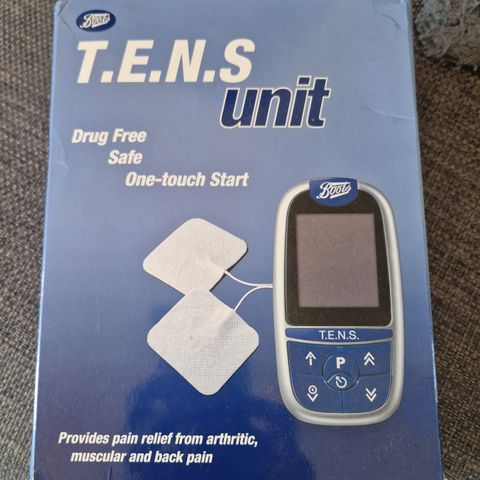 Boots
T.E.N.S
unit
Drug Free
Safe
One-touch Start
Boots
T.E.N.S.
P
Provides pain relief from arthritic,
muscular and back pain